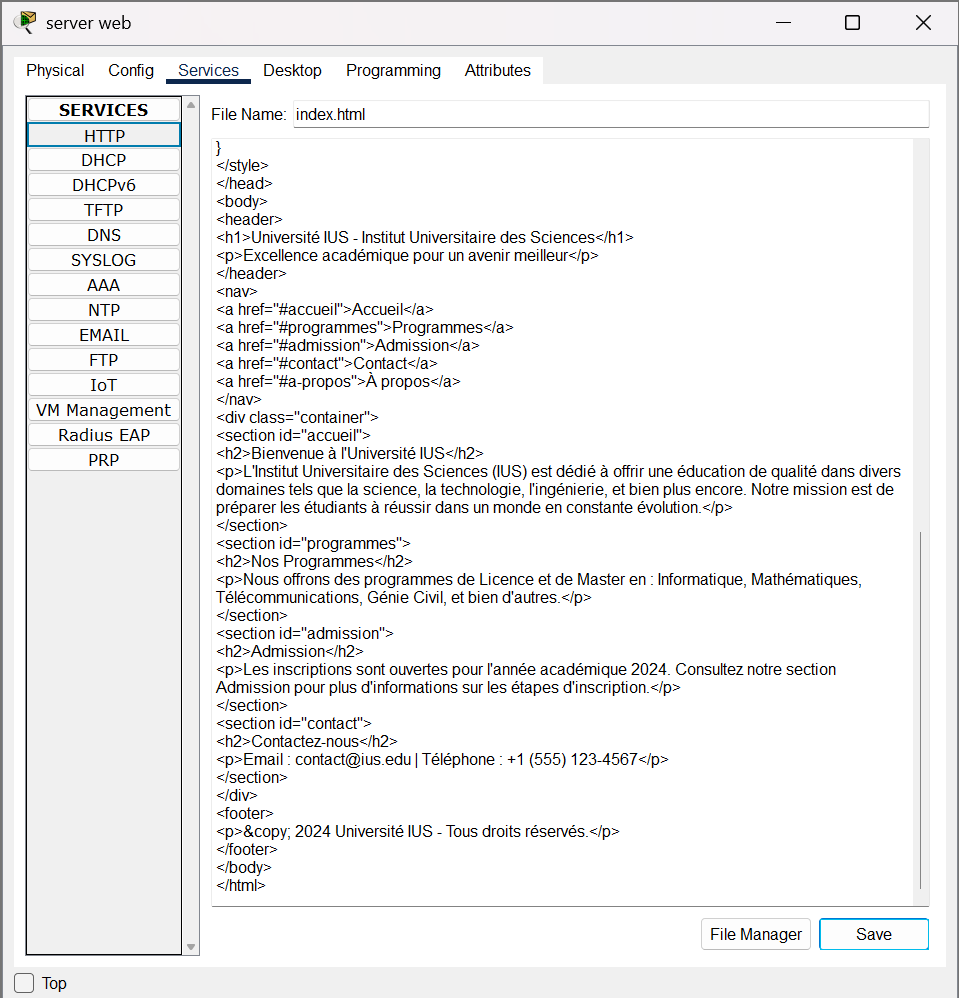 server web
Physical Config Services Desktop Programming Attributes
SERVICES
HTTP
DHCP
DHCPv6
TFTP
DNS
SYSLOG
AAA
NTP
EMAIL
FTP
IoT
VM Management
Radius EAP
PRP
File Name: index.html
}
</style>
</head>
<body>
<header>
<h1>Université IUS - Institut Universitaire des Sciences</h1>
<p>Excellence académique pour un avenir meilleur</p>
</header>
<nav>
<a href="#accueil">Accueil</a>
<a href="#programmes">Programmes</a>
<a href="#admission">Admission</a>
<a href="#contact">Contact</a>
<a href="#a-propos">À propos</a>
</nav>
<div class="container">
<section id="accueil">
<h2>Bienvenue à l'Université IUS</h2>
<p>L'Institut Universitaire des Sciences (IUS) est dédié à offrir une éducation de qualité dans divers
domaines tels que la science, la technologie, l'ingénierie, et bien plus encore. Notre mission est de
préparer les étudiants à réussir dans un monde en constante évolution.</p>
</section>
<section id="programmes">
<h2>Nos Programmes</h2>
<p>Nous offrons des programmes de Licence et de Master en : Informatique, Mathématiques,
Télécommunications, Génie Civil, et bien d'autres.</p>
</section>
<section id="admission">
<h2>Admission</h2>
<p>Les inscriptions sont ouvertes pour l'année académique 2024. Consultez notre section
Admission pour plus d'informations sur les étapes d'inscription.</p>
</section>
<section id="contact">
<h2>Contactez-nous</h2>
<p>Email : contact@ius.edu | Téléphone : +1 (555) 123-4567</p>
</section>
</div>
<footer>
<p>&copy; 2024 Université IUS - Tous droits réservés.</p>
</footer>
</body>
</html>
File Manager Save
Top